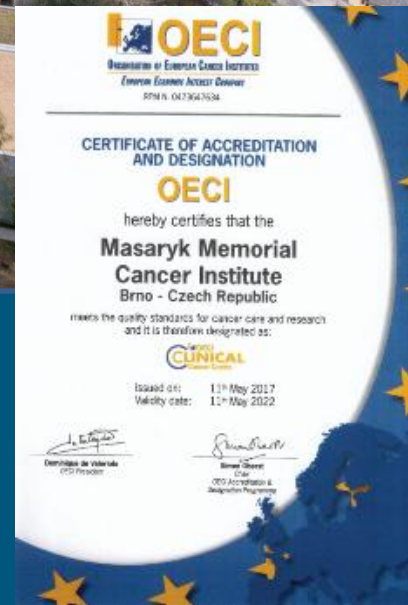 OECI
ORGANISATION OF EUROPEAN CANCER INSTITUTES
EUROPEAN ECONOMIC INTEREST GROUPING
CERTIFICATE OF ACCREDITATION
AND DESIGNATION
OECI
hereby certifies that the
Masaryk Memorial
Cancer Institute
Brno - Czech Republic
meets the quality standards for cancer care and research
and it is therefore designated as:
CLINICAL
Cancer Centre
Issued on: 11th May 2017
Validity date: 11th May 2022
OECI President
Simon Oberst
Chair
OECI Accreditation &
Designation Programme